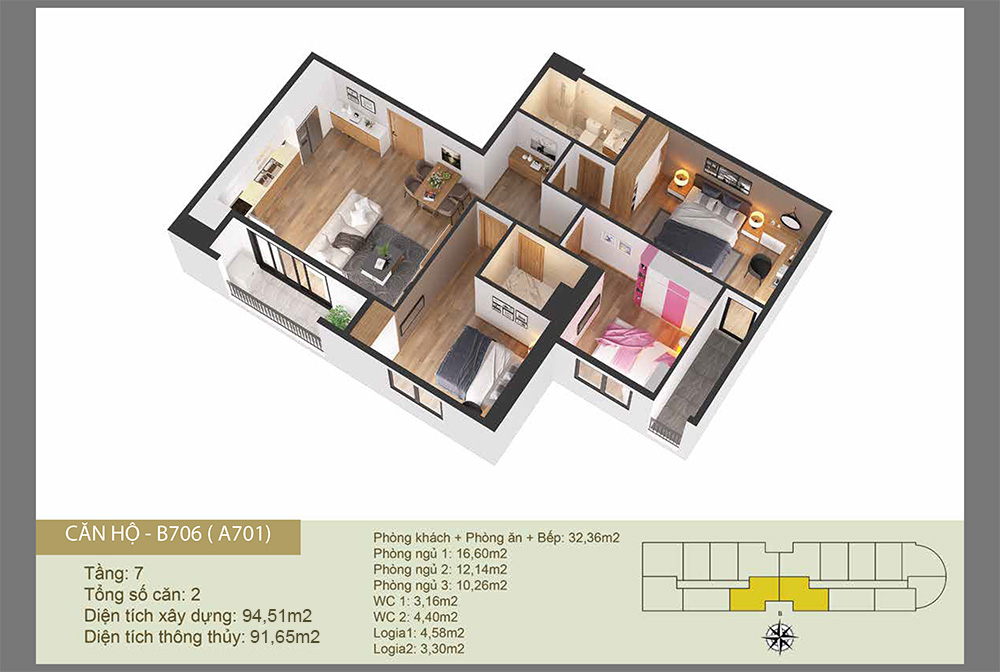 CĂN HỘ - B706 ( A701)
Tầng: 7
Tổng số căn: 2
Diện tích xây dựng: 94,51m2
Diện tích thông thủy: 91,65m2
Phòng khách + Phòng ăn + Bếp: 32,36m2
Phòng ngủ 1: 16,60m2
Phòng ngủ 2: 12,14m2
Phòng ngủ 3: 10,26m2
WC 1: 3,16m2
WC 2: 4,40m2
Logia1: 4,58m2
Logia2: 3,30m2
B